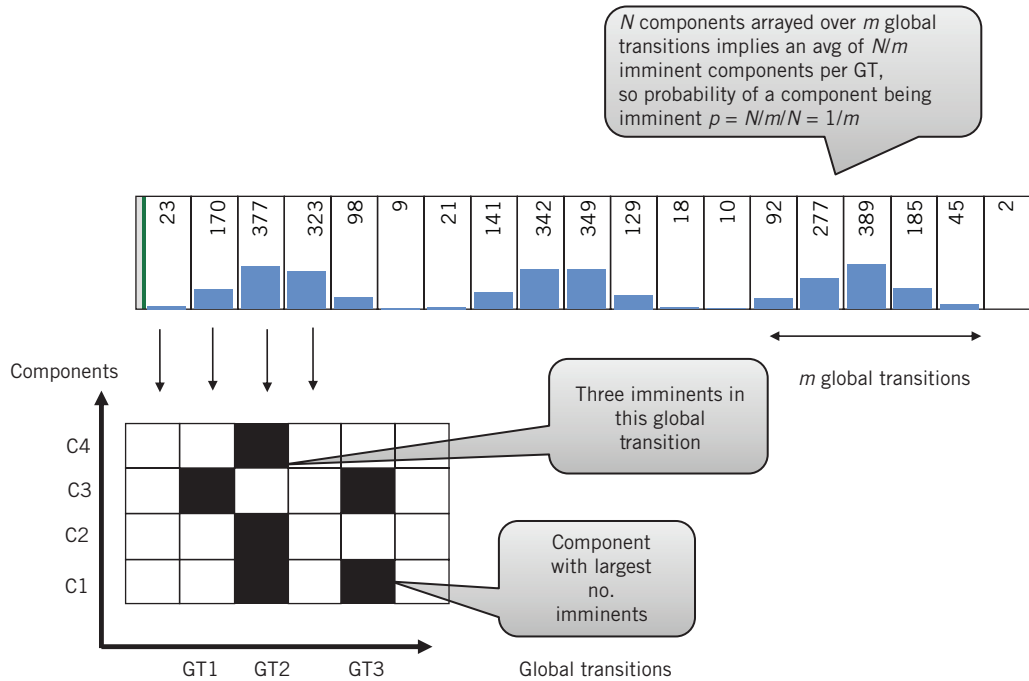 N components arrayed over m global
transitions implies an avg of N/m
imminent components per GT,
so probability of a component being
imminent p = N/m/N = 1/m
23 170 377 323 98 9 21 141 342 349 129 18 10 92 277 389 185 45 2
m global transitions
Components
Three imminents in
this global
transition
C4
C3
C2
C1
Component
with largest
no.
imminents
GT1 GT2 GT3 Global transitions